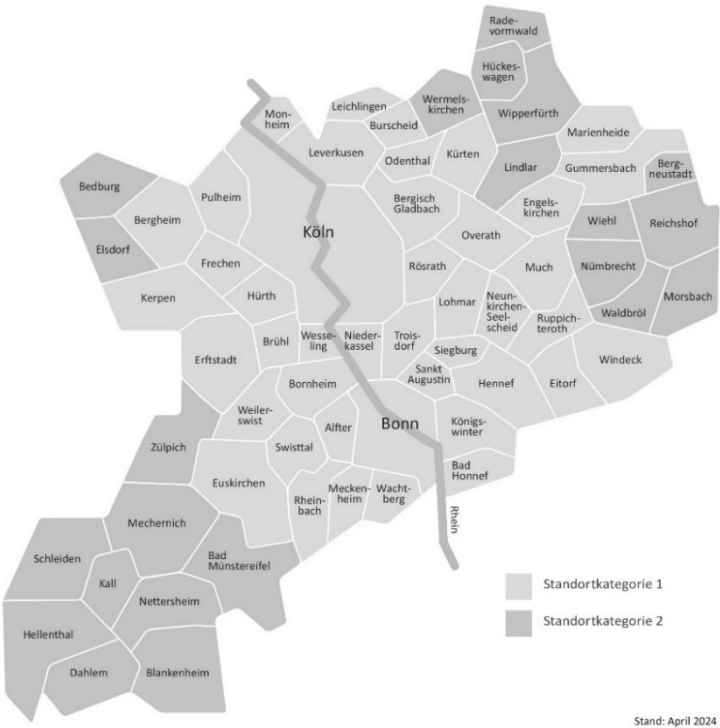 Rade-
vormwald
Hückes-
wagen
Wermels-
kirchen
Wipperfürth
Leichlingen
Mon-
heim
Burscheid
Marienheide
Leverkusen
Odenthal
Kürten
Lindlar
Gummersbach
Berg-
neustadt
Bedburg
Pulheim
Bergheim
Bergisch
Gladbach
Engels-
kirchen
Wiehl
Reichshof
Köln
Overath
Elsdorf
Frechen
Rösrath
Much
Nümbrecht
Kerpen
Hürth
Lohmar
Neun-
kirchen-
Seel-
scheid
Ruppich-
teroth
Morsbach
Waldbröl
Erftstadt
Brühl
Wesse-
ling
Nieder-
kassel
Trois-
dorf
Siegburg
Windeck
Sankt
Augustin
Hennef
Eitorf
Bornheim
Weiler-
swist
Alfter
Bonn
Königs-
winter
Zülpich
Swisttal
Euskirchen
Bad
Honnef
Rhein-
bach
Mecken-
heim
Wacht-
berg
Rhein
Mechernich
Schleiden
Kall
Bad
Münstereifel
Nettersheim
Hellenthal
Dahlem
Blankenheim
Standortkategorie 1
Standortkategorie 2
Stand: April 2024